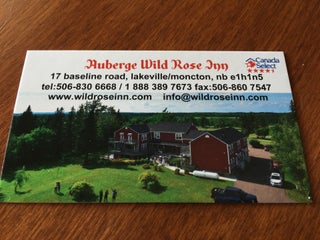 Auberge Wild Rose Inn
Canada
Select
17 baseline road, lakeville/moncton, nb e1h1n5
tel:506-830 6668 / 1 888 389 7673 fax:506-860 7547
www.wildroseinn.com info@wildroseinn.com